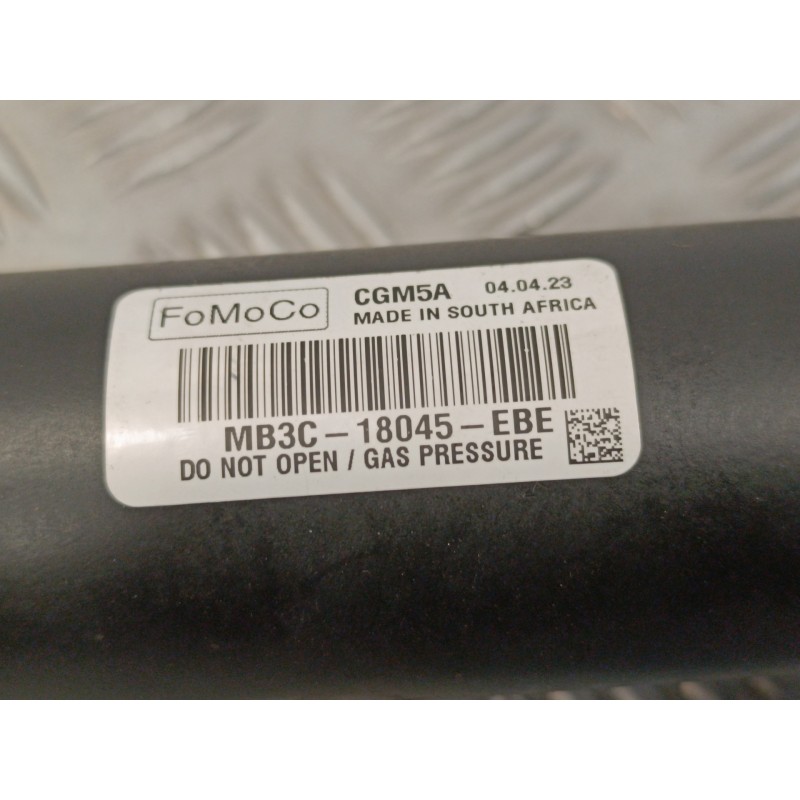 FoMoCo
CGM5A 04.04.23
MADE IN SOUTH AFRICA
MB3C-18045-EBE
DO NOT OPEN / GAS PRESSURE